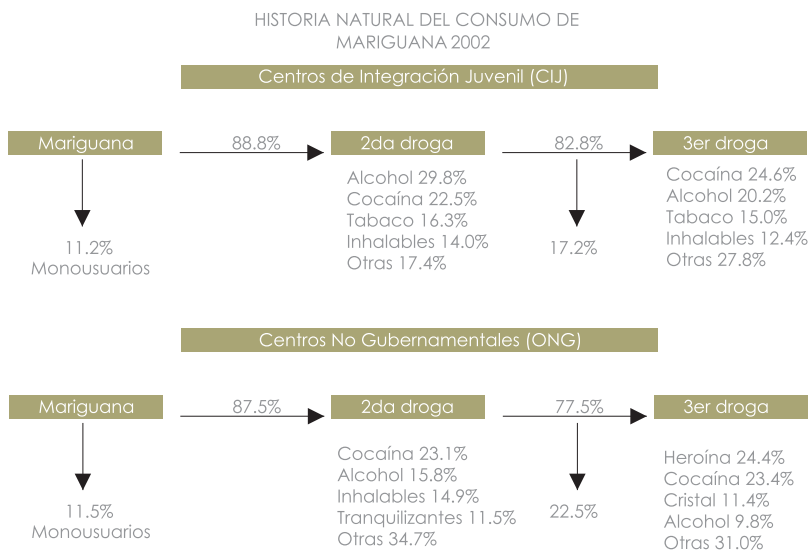 HISTORIA NATURAL DEL CONSUMO DE
MARIGUANA 2002
Centros de Integración Juvenil (CIJ)
Mariguana
88.8%
2da droga
82.8%
3er droga
11.2%
Monousuarios
Alcohol 29.8%
Cocaína 22.5%
Tabaco 16.3%
Inhalables 14.0%
Otras 17.4%
17.2%
Cocaína 24.6%
Alcohol 20.2%
Tabaco 15.0%
Inhalables 12.4%
Otras 27.8%
Centros No Gubernamentales (ONG)
Mariguana
87.5%
2da droga
77.5%
3er droga
11.5%
Monousuarios
Cocaína 23.1%
Alcohol 15.8%
Inhalables 14.9%
Tranquilizantes 11.5%
Otras 34.7%
22.5%
Heroína 24.4%
Cocaína 23.4%
Cristal 11.4%
Alcohol 9.8%
Otras 31.0%